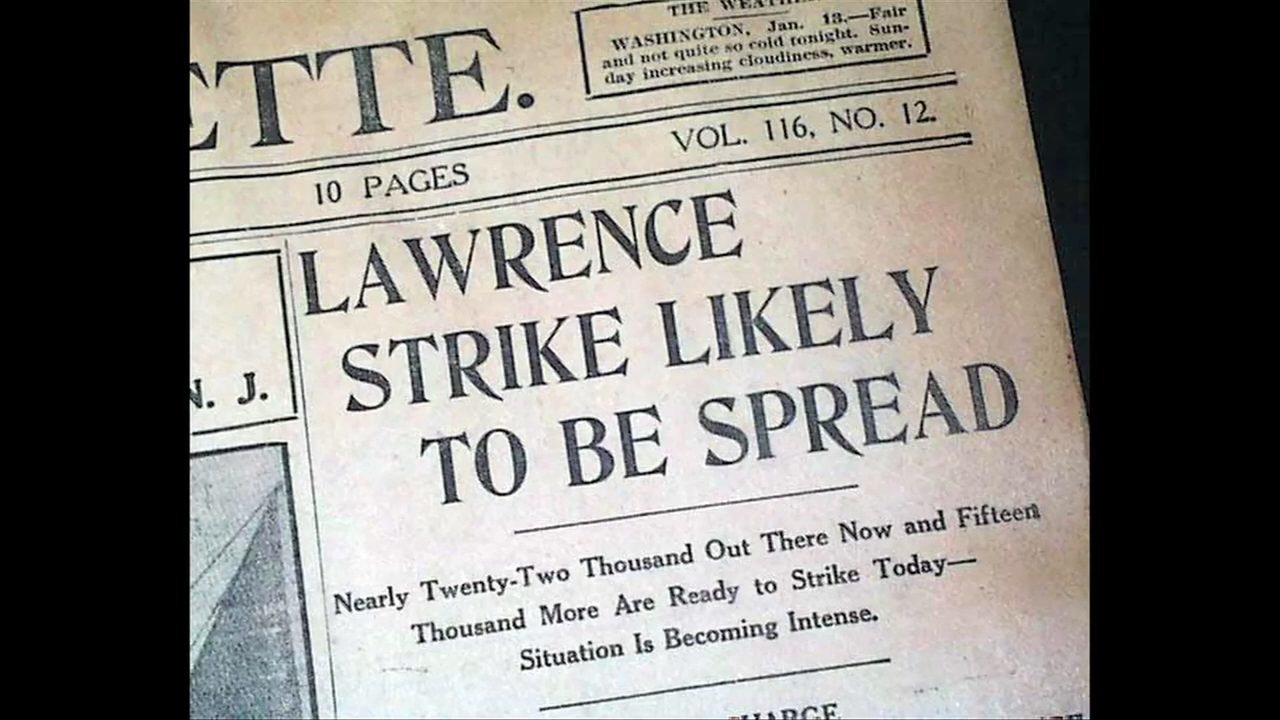 THE WEATHER
WASHINGTON, Jan. 13.—Fair
and not quite so cold tonight. Sun-
day increasing cloudiness, warmer.
ETTE.
10 PAGES
VOL. 116, NO. 12.
N. J.
LAWRENCE
STRIKE LIKELY
TO BE SPREAD
Nearly Twenty-Two Thousand Out There Now and Fifteen
Thousand More Are Ready to Strike Today—
Situation Is Becoming Intense.